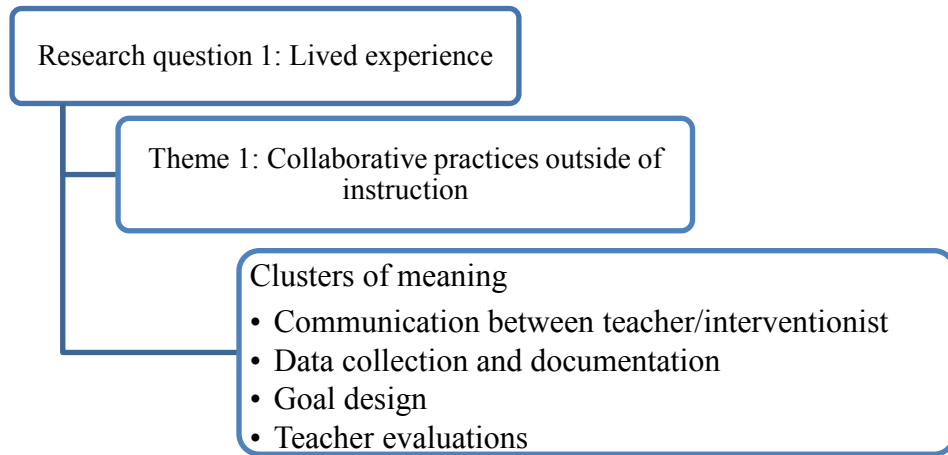 Research question 1: Lived experience
Theme 1: Collaborative practices outside of
instruction
Clusters of meaning
• Communication between teacher/interventionist
• Data collection and documentation
• Goal design
• Teacher evaluations